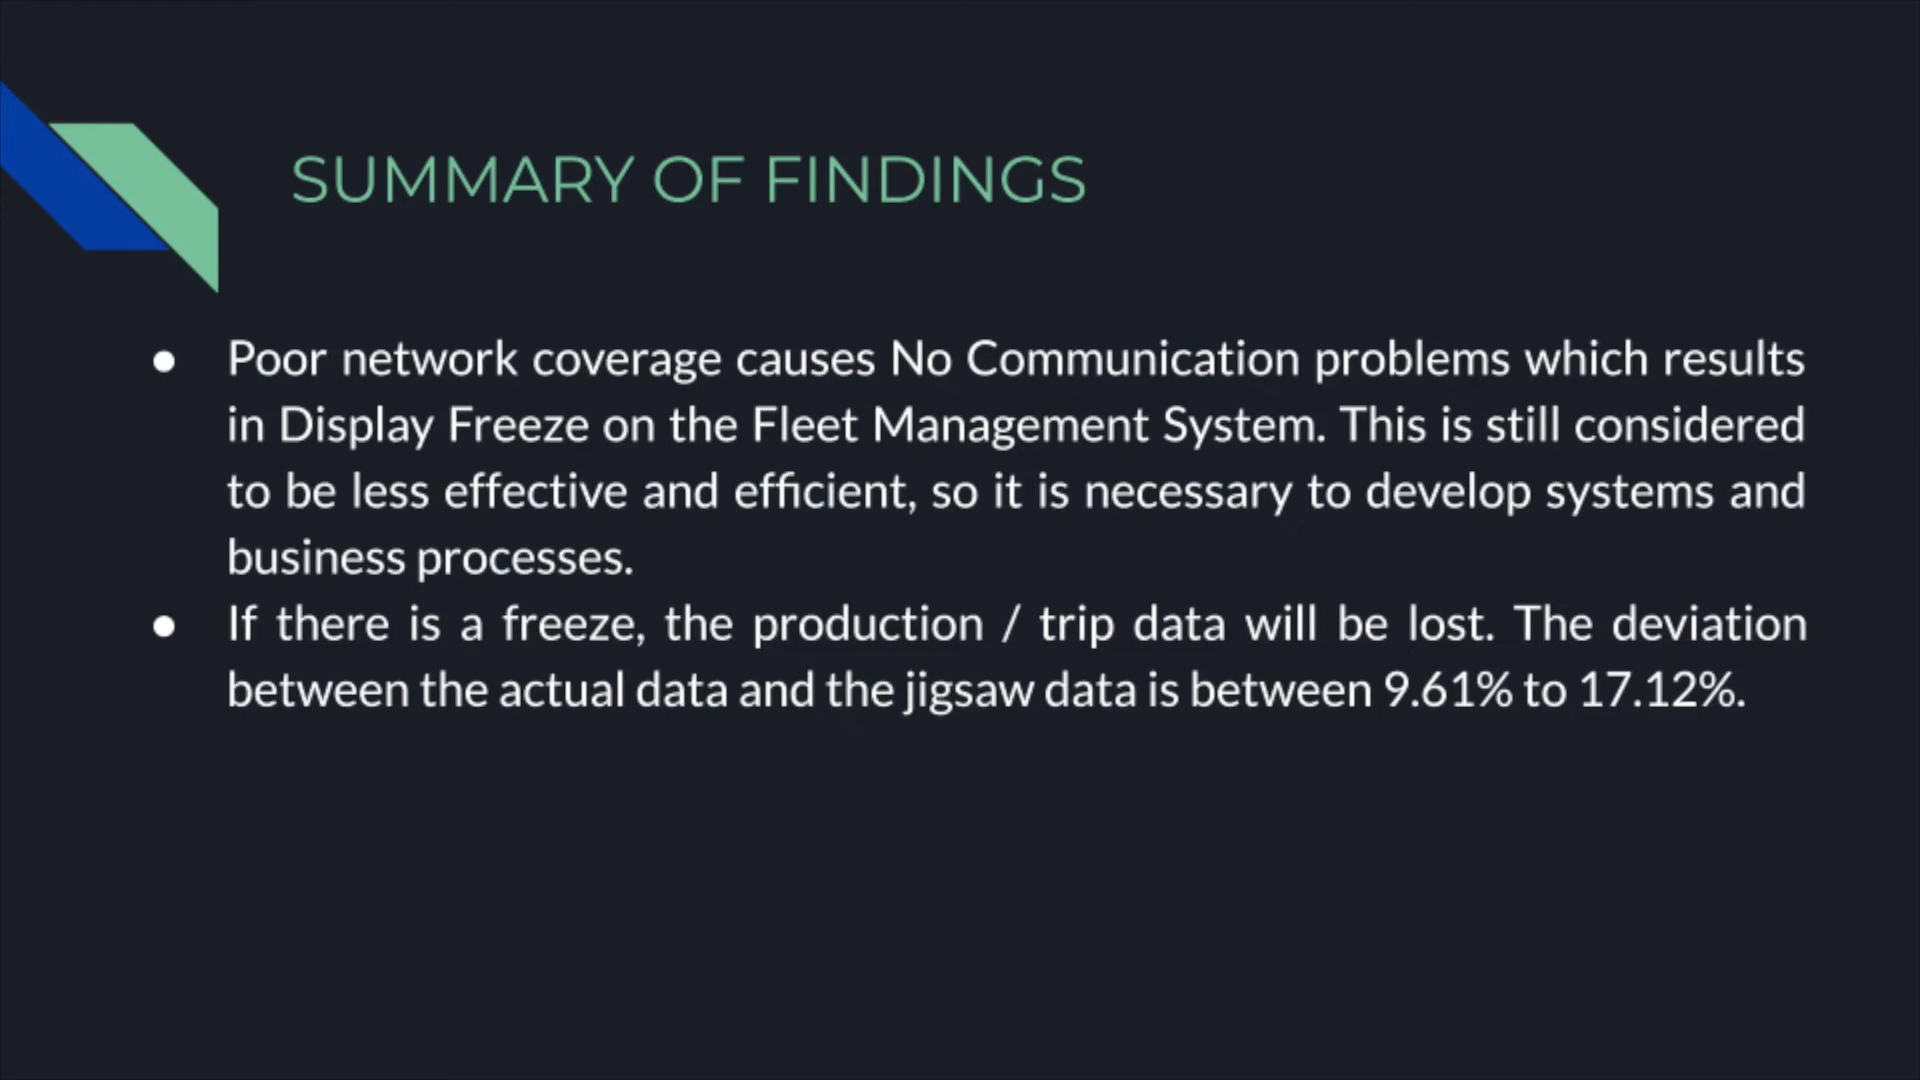 SUMMARY OF FINDINGS
● Poor network coverage causes No Communication problems which results
in Display Freeze on the Fleet Management System. This is still considered
to be less effective and efficient, so it is necessary to develop systems and
business processes.
● If there is a freeze, the production / trip data will be lost. The deviation
between the actual data and the jigsaw data is between 9.61% to 17.12%.